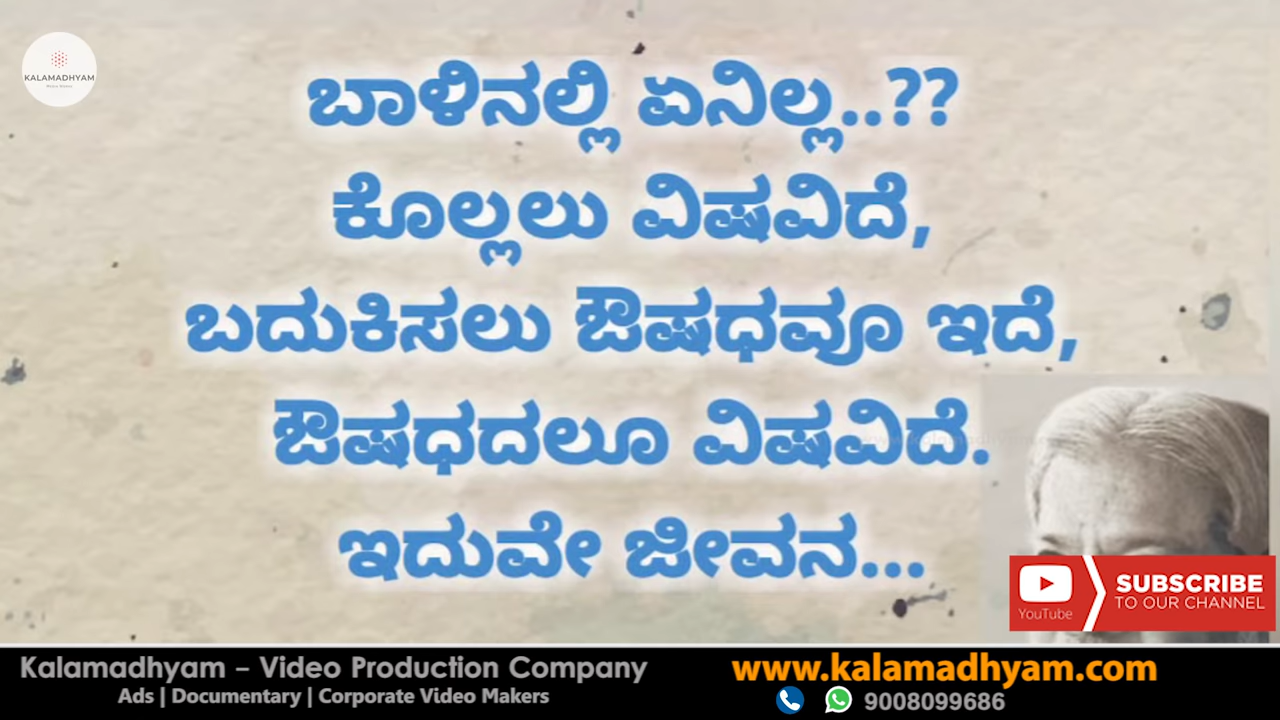 KALAMADHYAM
ಬಾಳಿನಲ್ಲಿ ಏನಿಲ್ಲ..??
ಕೊಲ್ಲಲು ವಿಷವಿದೆ,
ಬದುಕಿಸಲು ಔಷಧವೂ ಇದೆ,
ಔಷಧದಲೂ ವಿಷವಿದೆ.
ಇದುವೇ ಜೀವನ...
SUBSCRIBE
TO OUR CHANNEL
YouTube
Kalamadhyam – Video Production Company
Ads | Documentary | Corporate Video Makers
www.kalamadhyam.com
9008099686